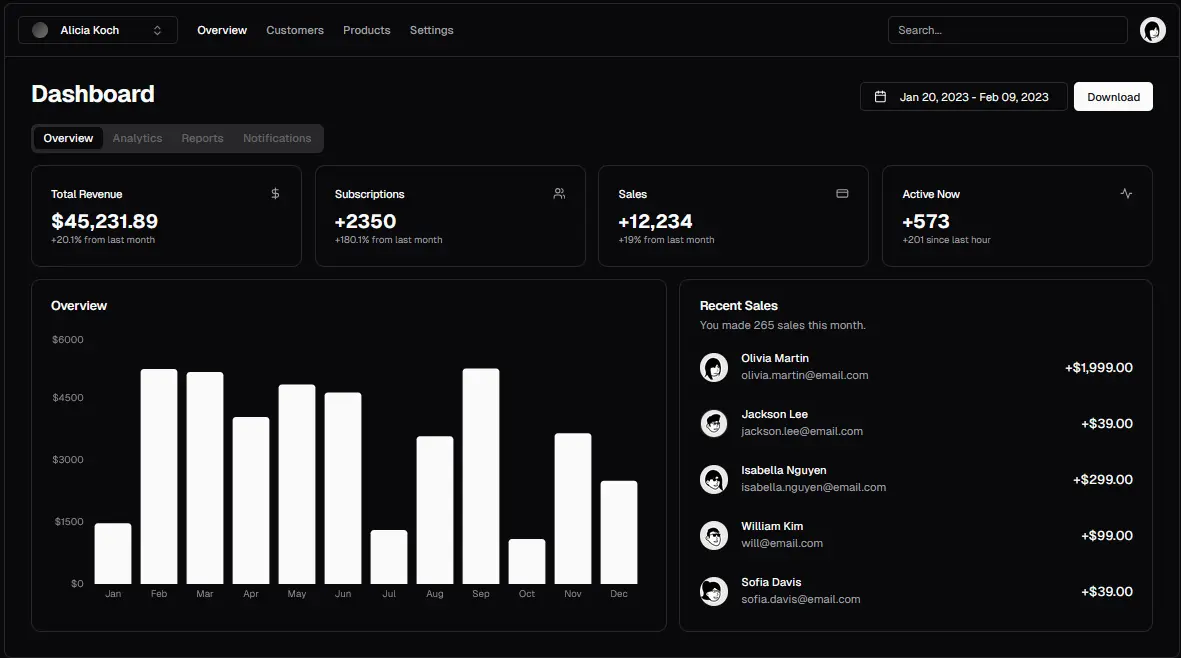 Alicia Koch Overview Customers Products Settings Search...
Dashboard
Jan 20, 2023 - Feb 09, 2023 Download
Overview Analytics Reports Notifications
Total Revenue
$45,231.89
+20.1% from last month
Subscriptions
+2350
+180.1% from last month
Sales
+12,234
+19% from last month
Active Now
+573
+201 since last hour
Overview
$6000
$4500
$3000
$1500
$0
Jan Feb Mar Apr May Jun Jul Aug Sep Oct Nov Dec
Recent Sales
You made 265 sales this month.
Olivia Martin
olivia.martin@email.com
+$1,999.00
Jackson Lee
jackson.lee@email.com
+$39.00
Isabella Nguyen
isabella.nguyen@email.com
+$299.00
William Kim
will@email.com
+$99.00
Sofia Davis
sofia.davis@email.com
+$39.00